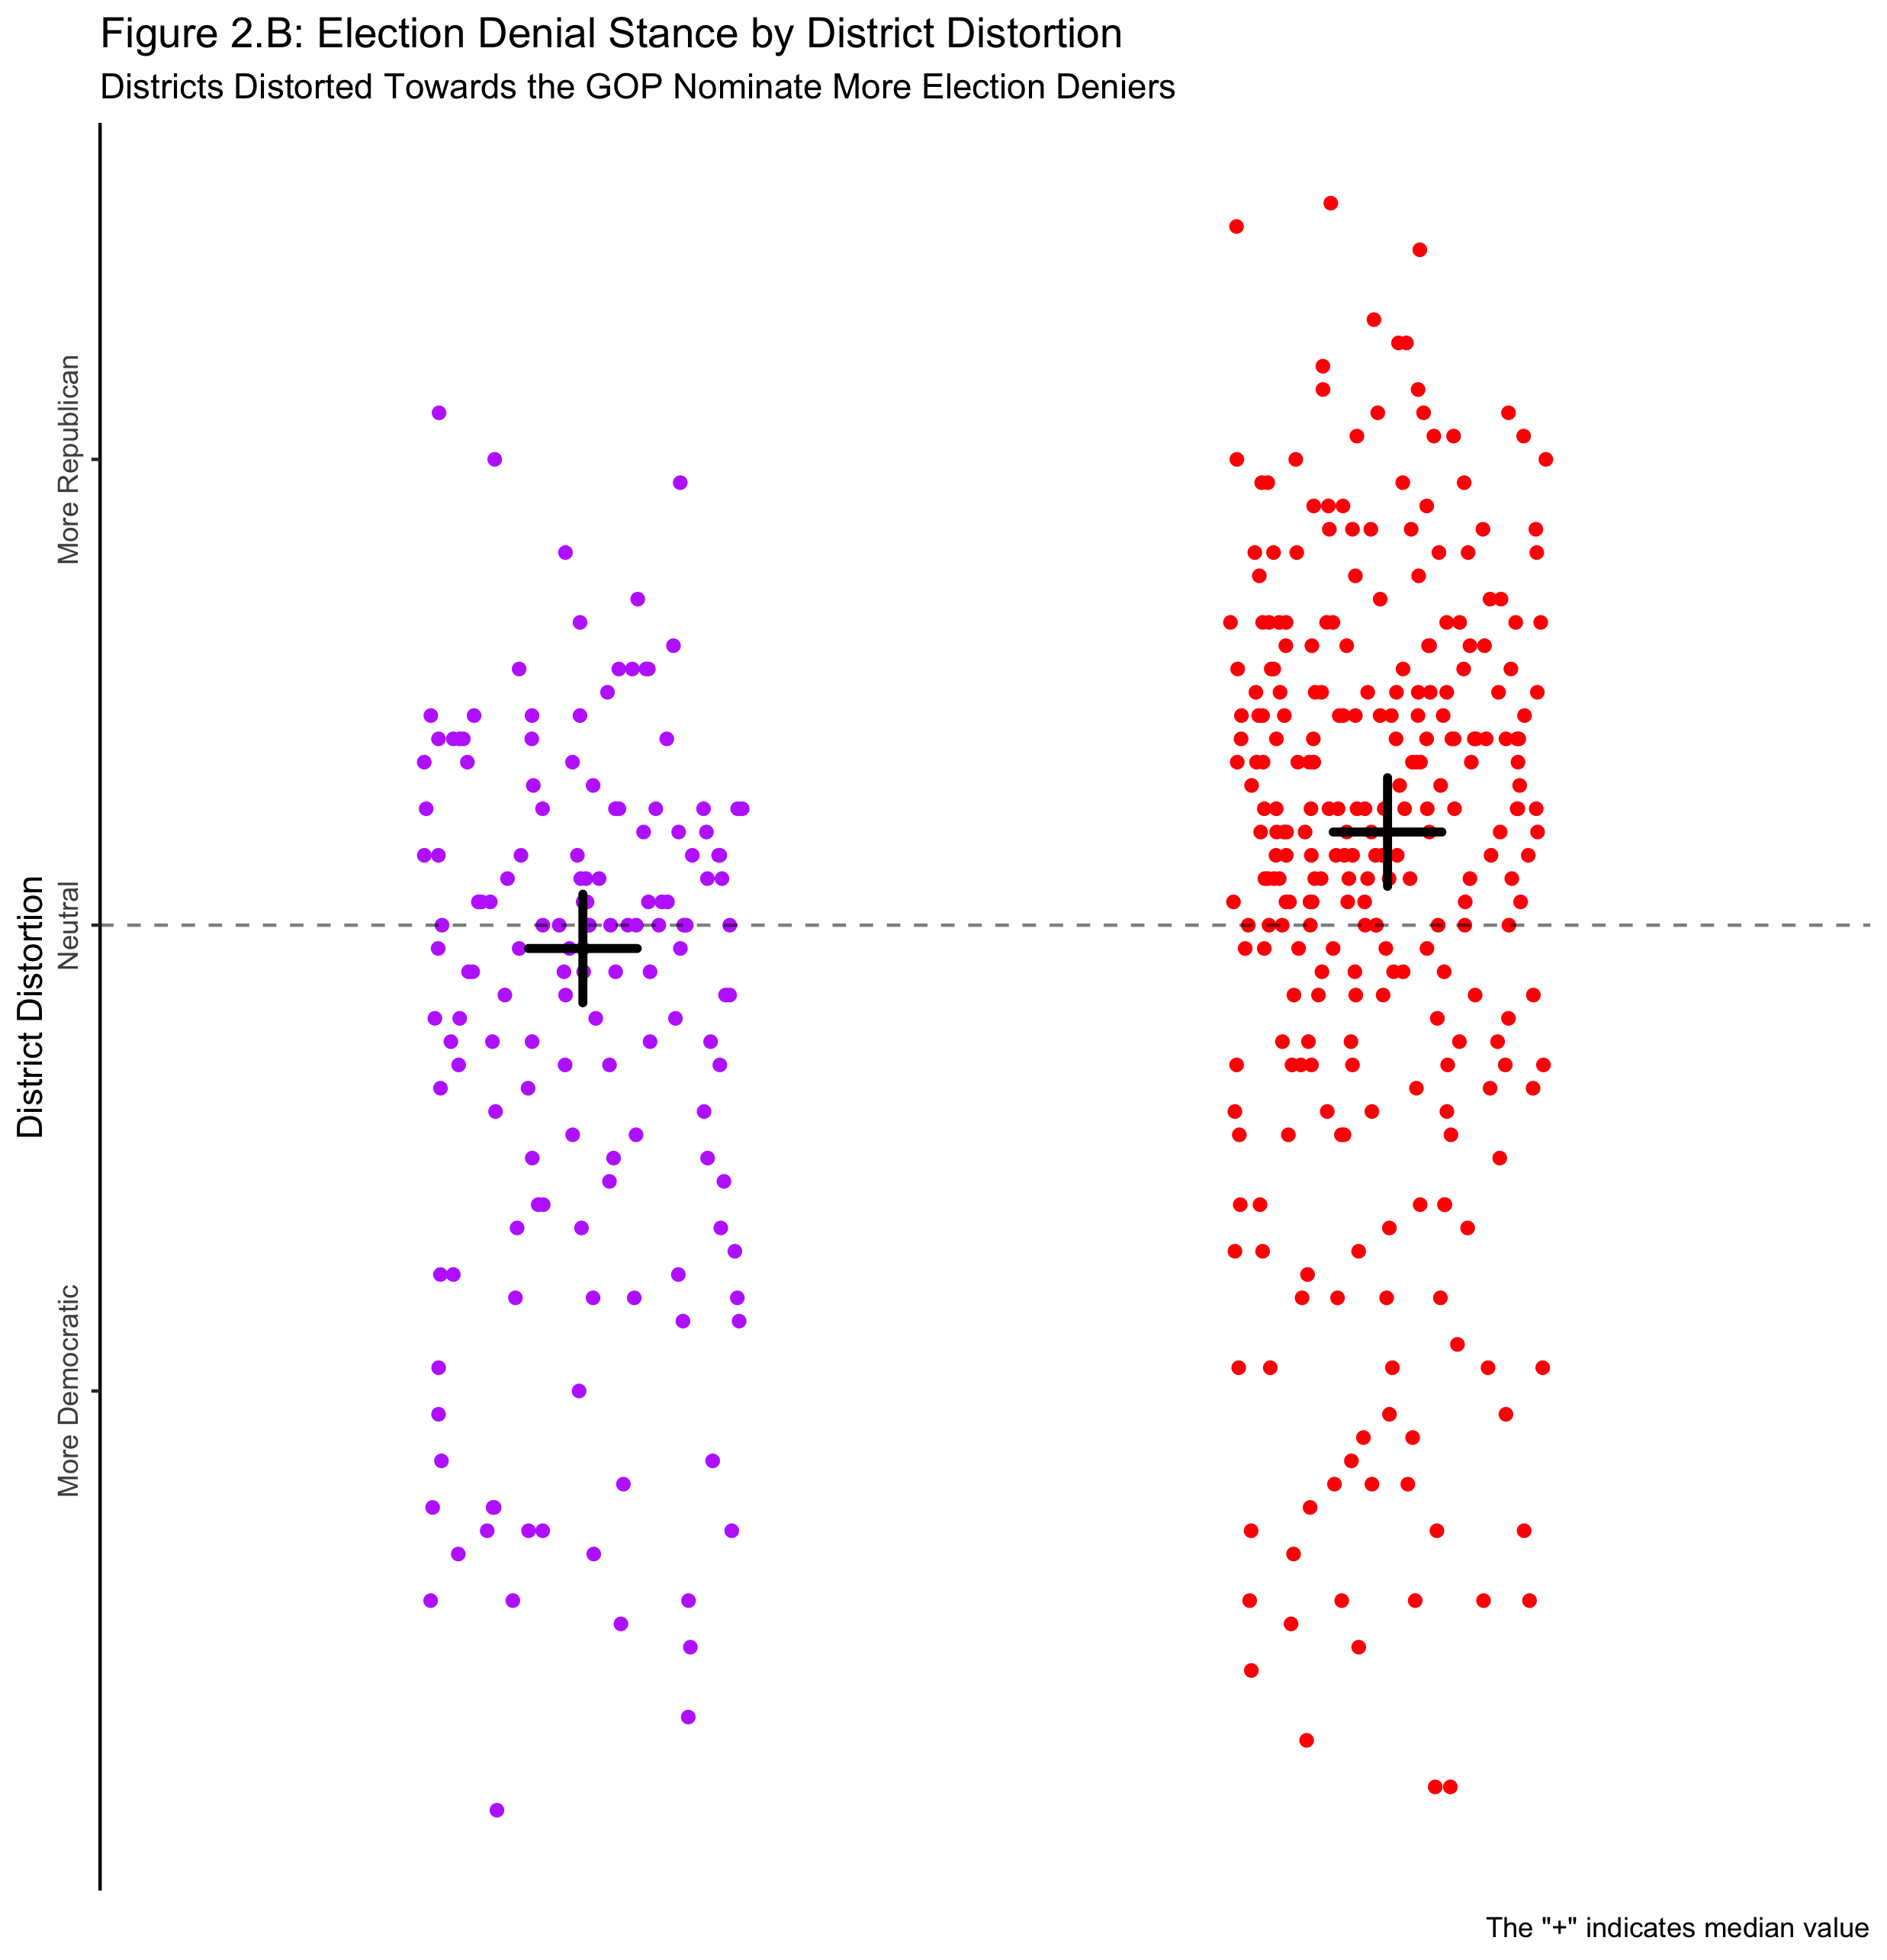 Figure 2.B: Election Denial Stance by District Distortion
Districts Distorted Towards the GOP Nominate More Election Deniers
More Republican
Neutral
More Democratic
District Distortion
The "+" indicates median value